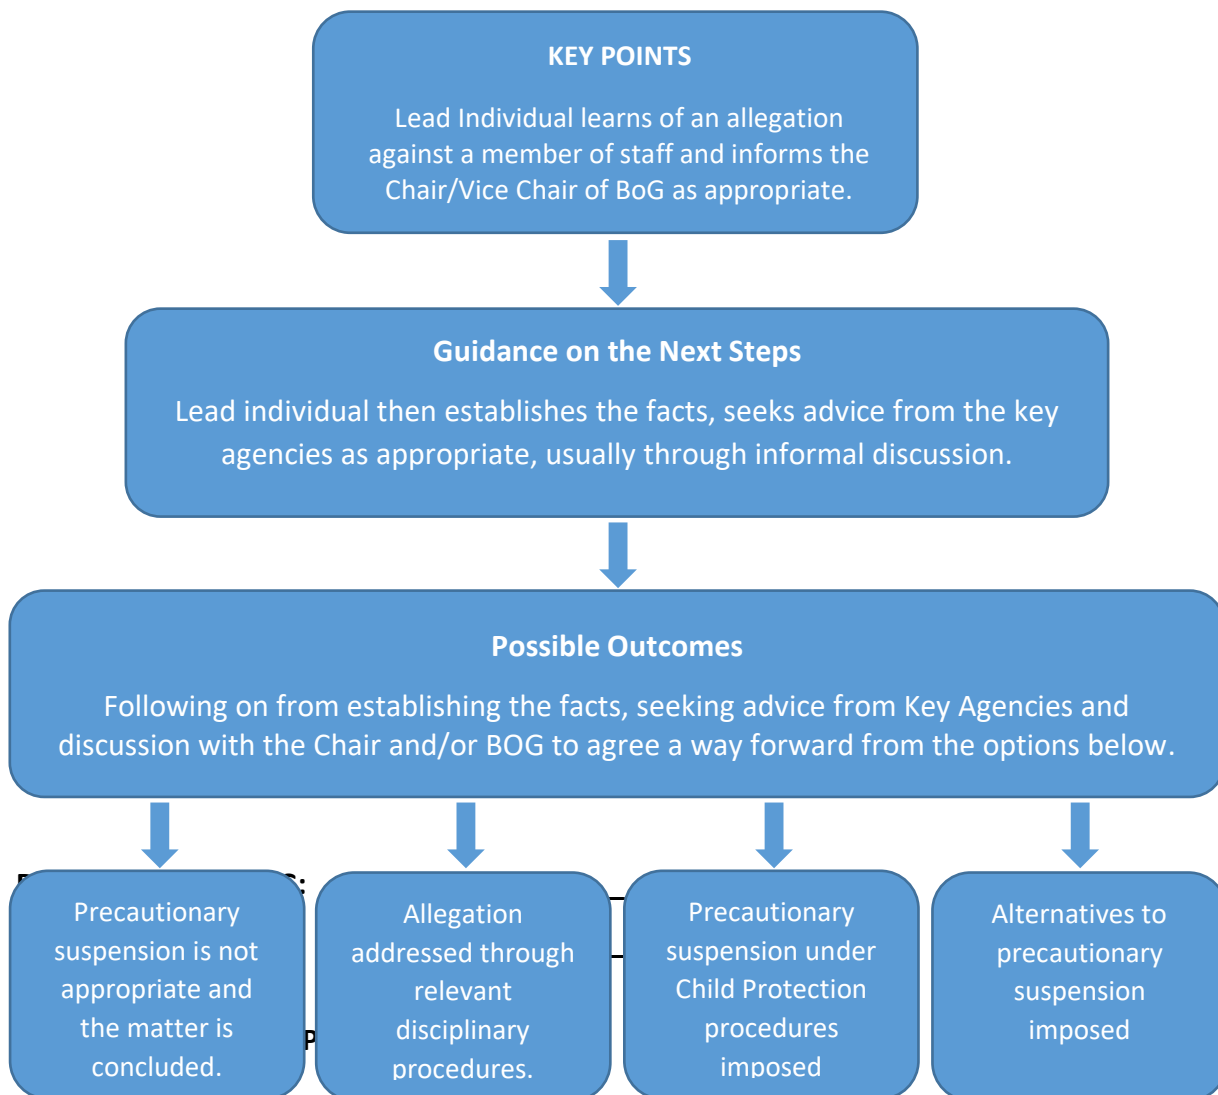 KEY POINTS
Lead Individual learns of an allegation
against a member of staff and informs the
Chair/Vice Chair of BoG as appropriate.
Guidance on the Next Steps
Lead individual then establishes the facts, seeks advice from the key
agencies as appropriate, usually through informal discussion.
Possible Outcomes
Following on from establishing the facts, seeking advice from Key Agencies and
discussion with the Chair and/or BOG to agree a way forward from the options below.
Precautionary
suspension is not
appropriate and
the matter is
concluded.
Allegation
addressed through
relevant
disciplinary
procedures.
Precautionary
suspension under
Child Protection
procedures
imposed
Alternatives to
precautionary
suspension
imposed